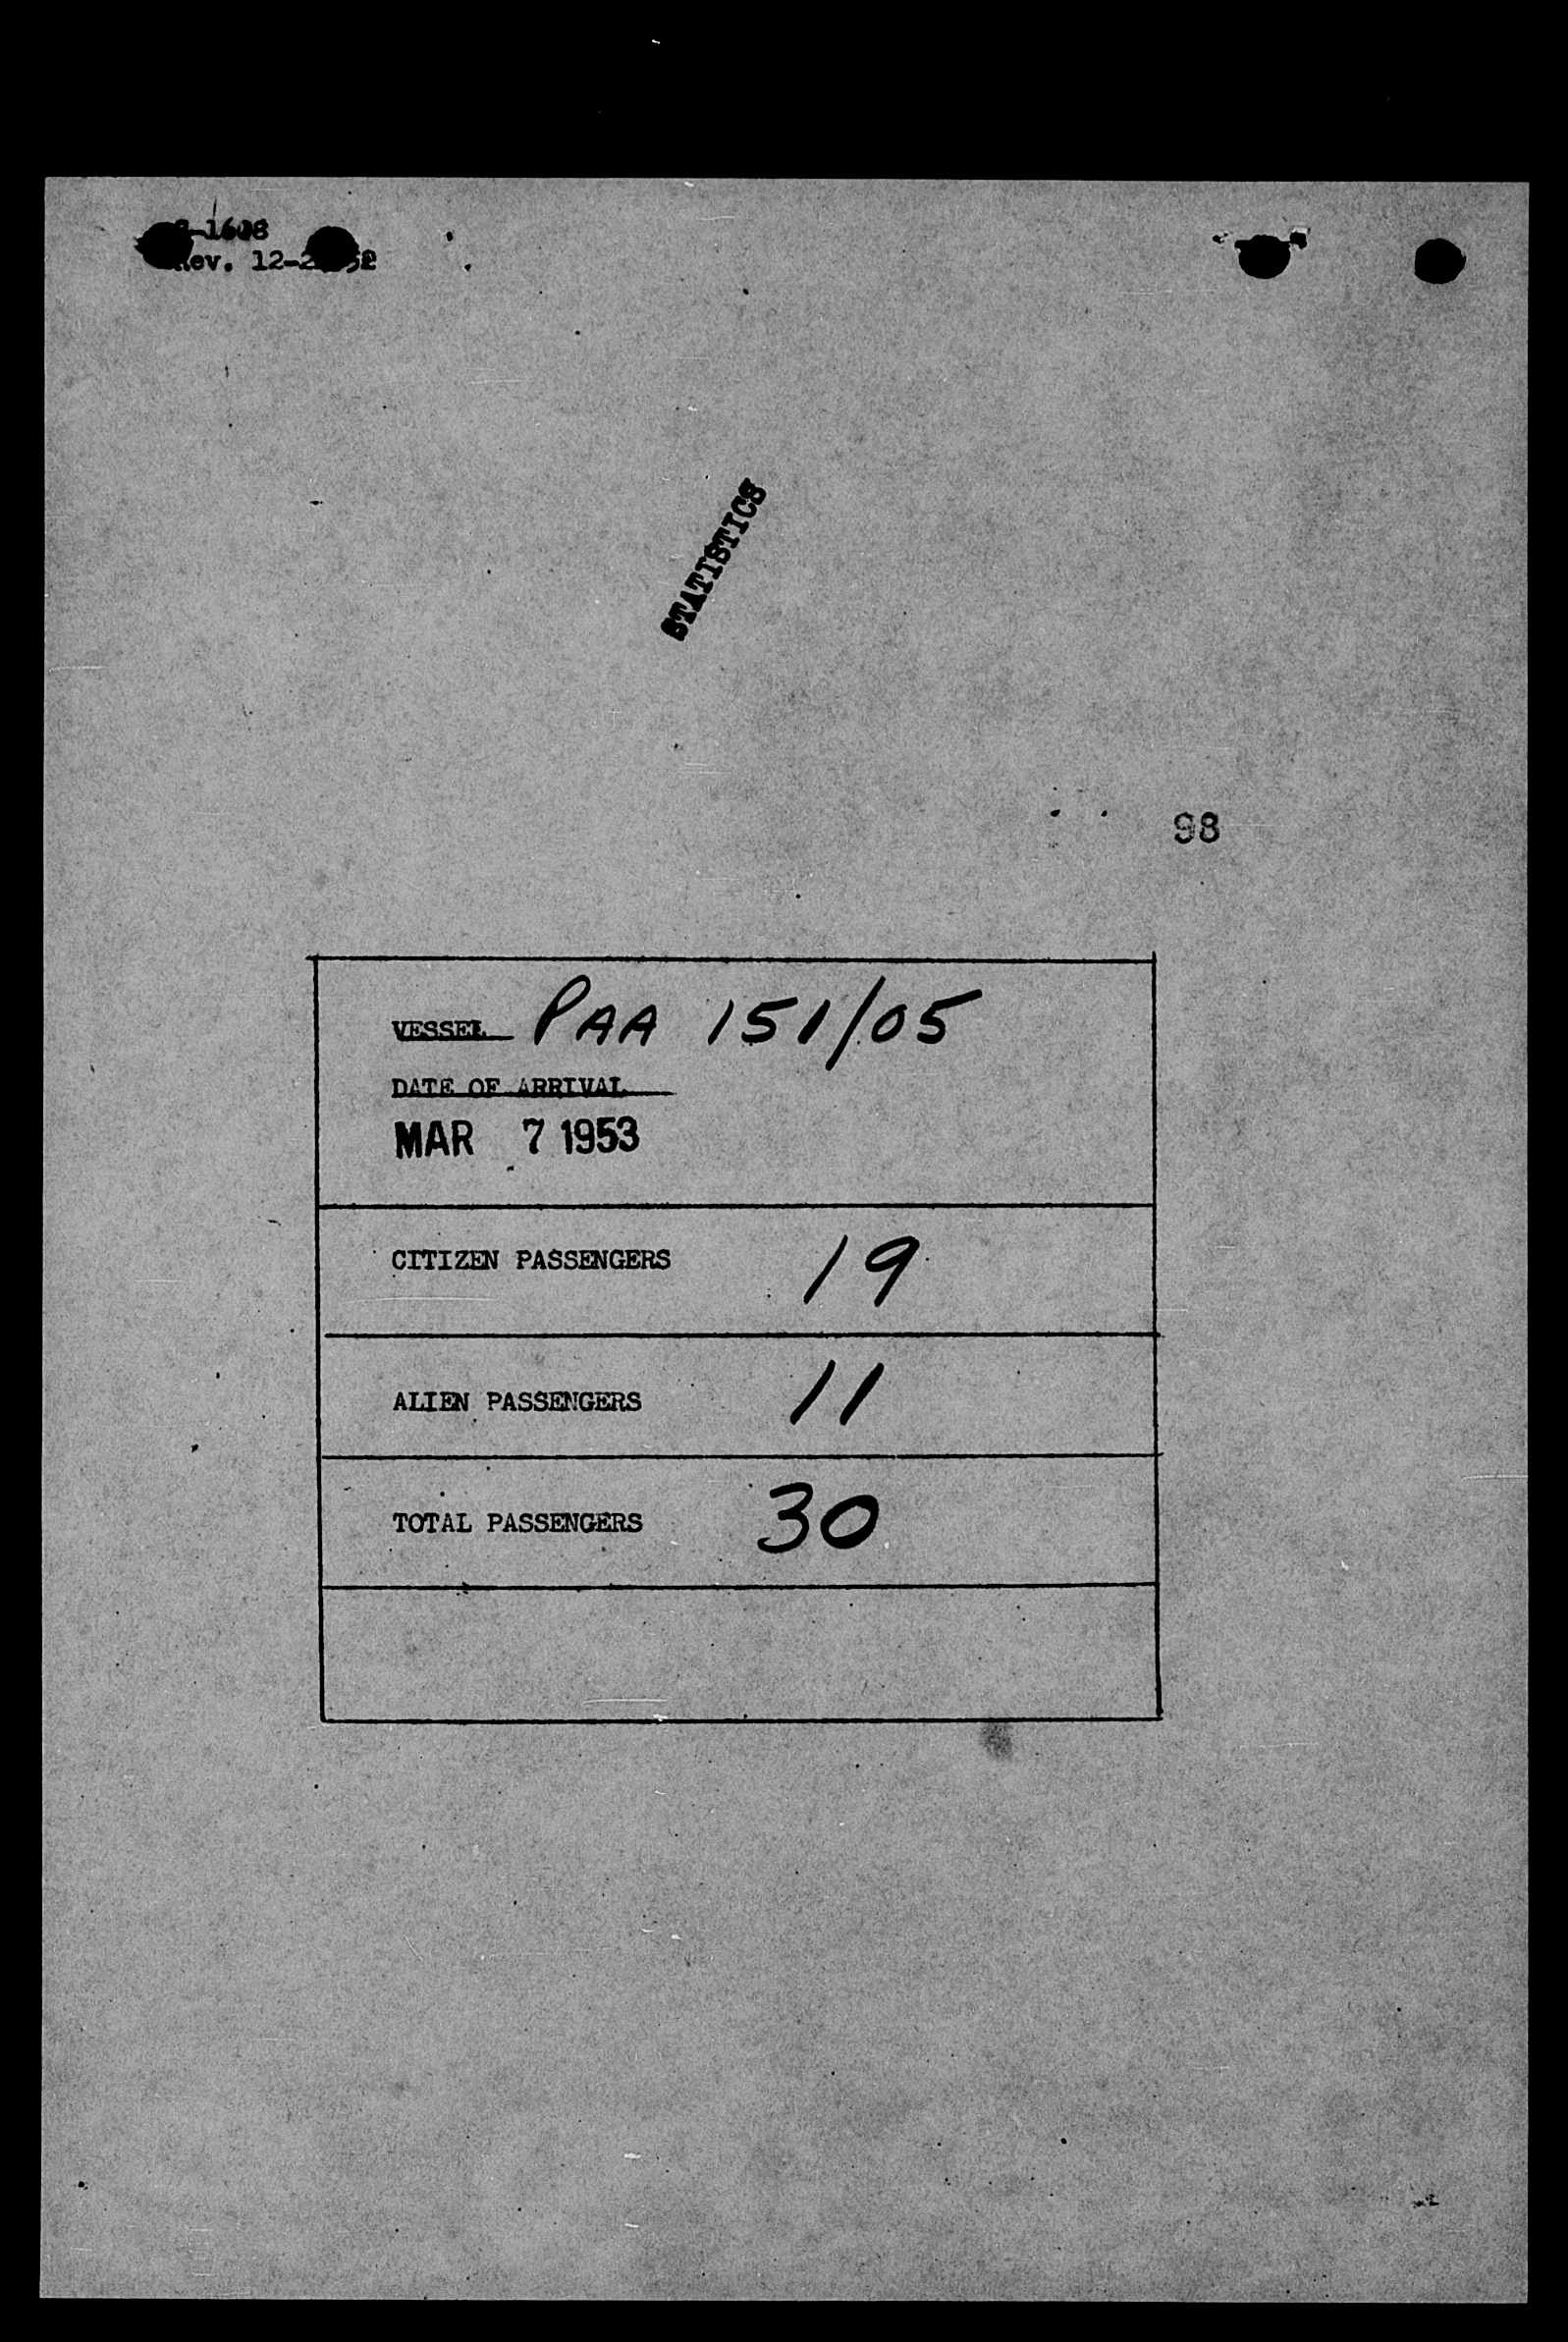 -1608
ev. 12-2
STATISTICS
98
VESSEL PAA 151/05
DATE OF ARRIVAL
MAR 7 1953
CITIZEN PASSENGERS 19
ALIEN PASSENGERS 11
TOTAL PASSENGERS 30